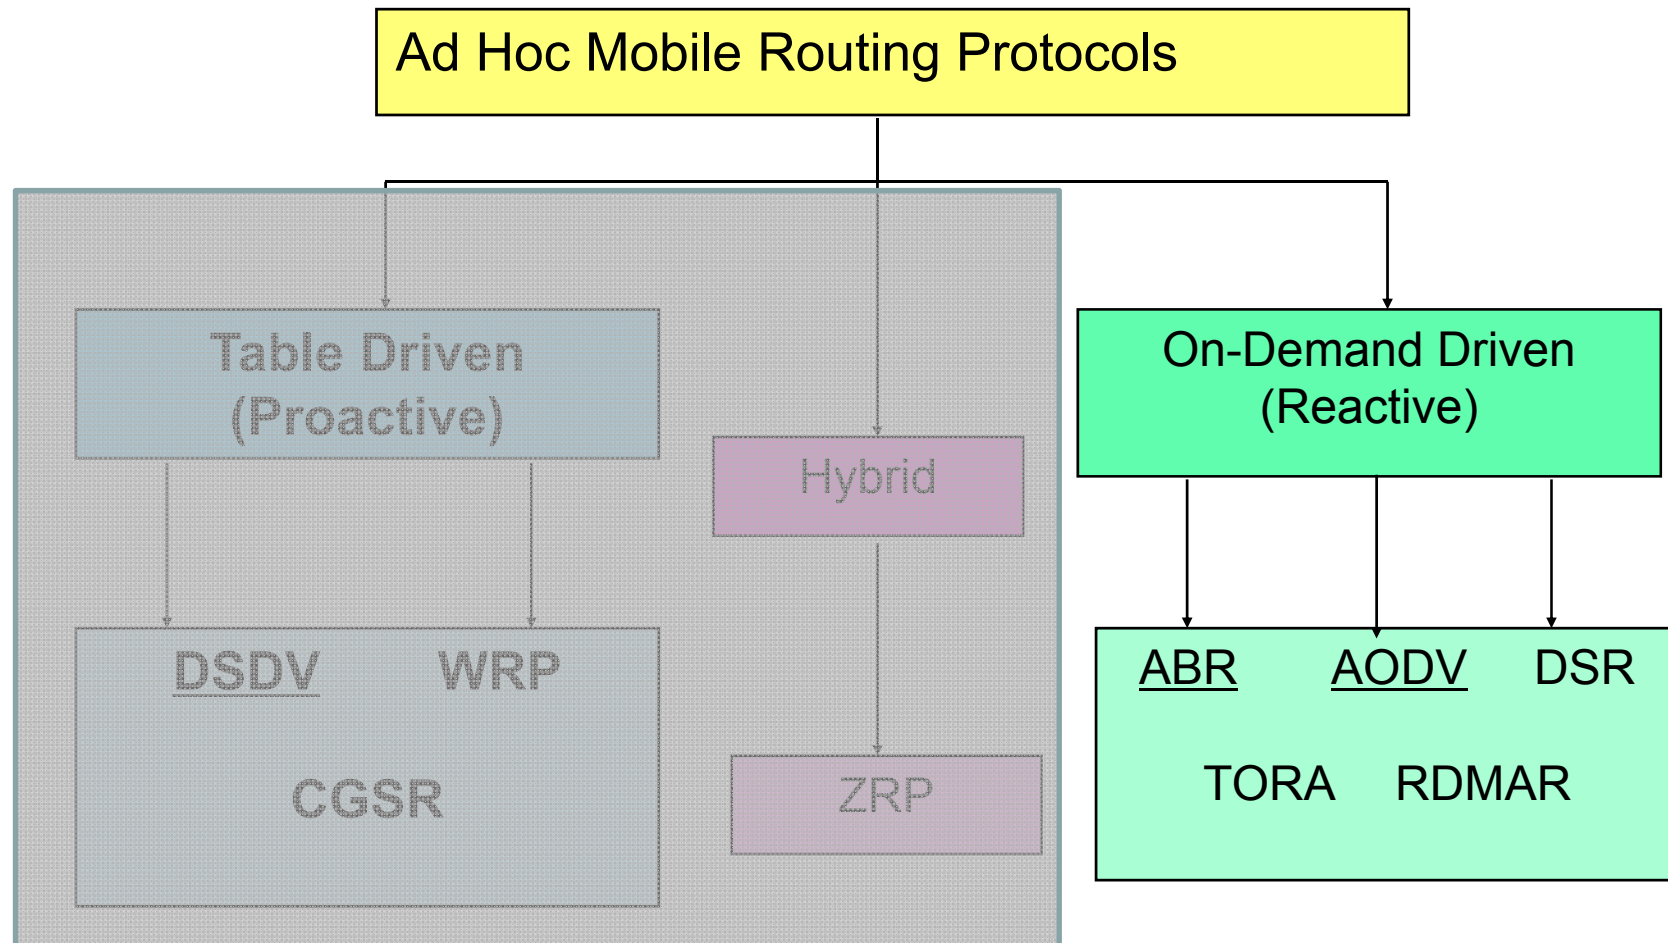 Ad Hoc Mobile Routing Protocols
Table Driven
(Proactive)
Hybrid
On-Demand Driven
(Reactive)
DSDV WRP
CGSR
ZRP
ABR AODV DSR
TORA RDMAR